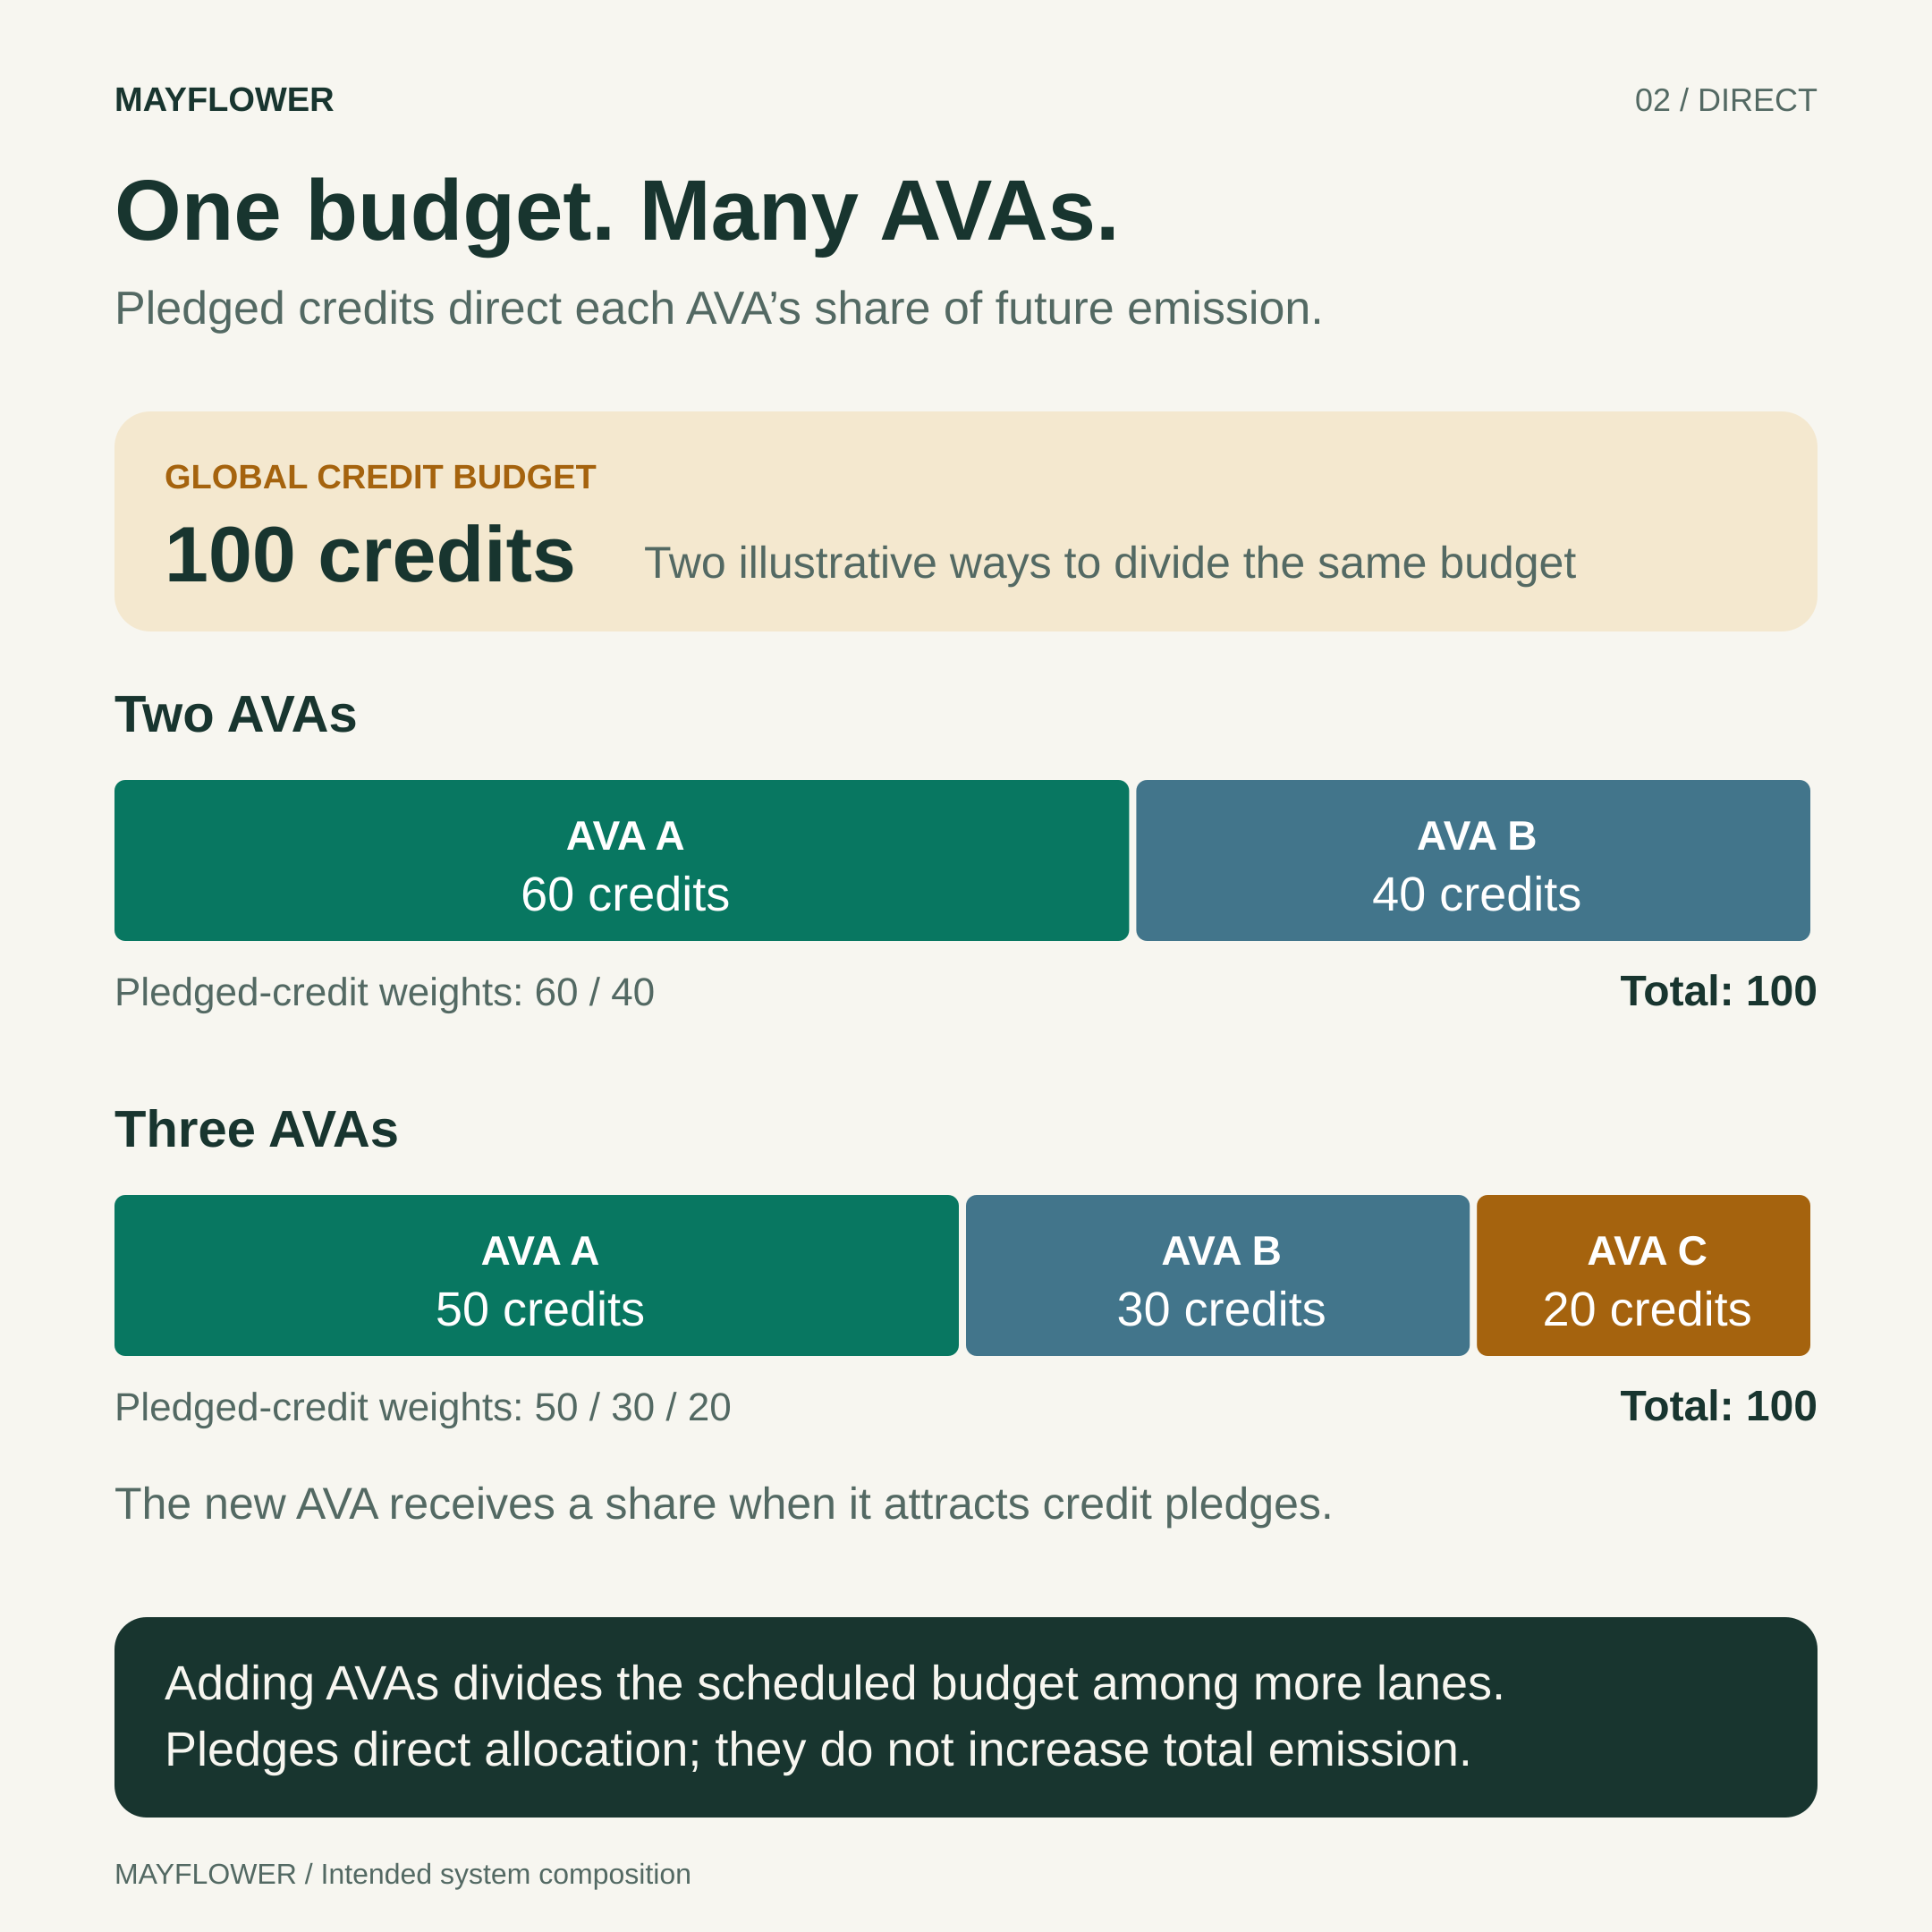 MAYFLOWER
02 / DIRECT
One budget. Many AVAs.
Pledged credits direct each AVA’s share of future emission.
GLOBAL CREDIT BUDGET
100 credits
Two illustrative ways to divide the same budget
Two AVAs
AVA A
60 credits
AVA B
40 credits
Pledged-credit weights: 60 / 40
Total: 100
Three AVAs
AVA A
50 credits
AVA B
30 credits
AVA C
20 credits
Pledged-credit weights: 50 / 30 / 20
Total: 100
The new AVA receives a share when it attracts credit pledges.
Adding AVAs divides the scheduled budget among more lanes.
Pledges direct allocation; they do not increase total emission.
MAYFLOWER / Intended system composition